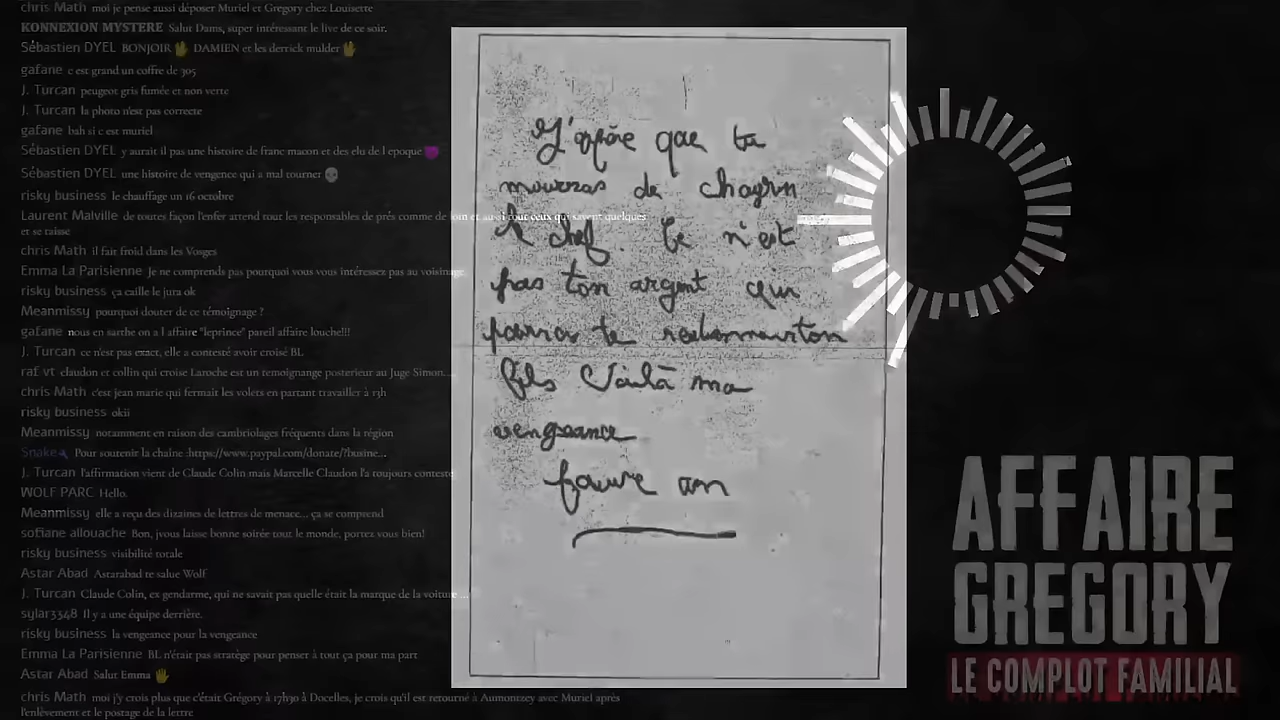 chris Math moi je pense aussi déposer Muriel et Gregory chez Louisette
KONNEXION MYSTERE Salut Dams, super intéressant le live de ce soir.
Sébastien DYEL BONJOIR 🖖 DAMIEN et les derrick mulder 🖖
gafane c est grand un coffre de 305
J. Turcan peugeot gris fumée et non verte
J. Turcan la photo n'est pas correcte
gafane bah si c est muriel
Sébastien DYEL y aurait il pas une histoire de franc macon et des elu de l epoque 😈
Sébastien DYEL une histoire de vengence qui a mal tourner 💀
risky business le chauffage un 16 octobre
Laurent Malville de toutes façon l'enfer attend tout les responsables de prés comme de loin et aussi tout ceux qui savent quelques
et se taisse
chris Math il fait froid dans les Vosges
Emma La Parisienne Je ne comprends pas pourquoi vous vous intéressez pas au voisinage,
risky business ça caille le jura ok
Meanmissy pourquoi douter de ce témoignage ?
gafane nous en sarthe on a l affaire "leprince" pareil affaire louche!!!
J. Turcan ce n'est pas exact, elle a contesté avoir croisé BL
raf vt claudon et collin qui croise Laroche est un temoignange posterieur au Juge Simon....
chris Math c'est jean marie qui fermait les volets en partant travailler à 13h
risky business okii
Meanmissy notamment en raison des cambriolages fréquents dans la région
Snake Pour soutenir la chaine :https://www.paypal.com/donate/?busine...
J. Turcan l'affirmation vient de Claude Colin mais Marcelle Claudon l'a toujours contesté
WOLF PARC Hello.
Meanmissy elle a reçu des dizaines de lettres de menace... ça se comprend
sofiane allouache Bon, jvous laisse bonne soirée tout le monde, portez vous bien!
risky business visibilité totale
Astar Abad Astarabad te salue Wolf
J. Turcan Claude Colin, ex gendarme, qui ne savait pas quelle était la marque de la voiture ...
sylar3348 Il y a une équipe derrière.
risky business la vengeance pour la vengeance
Emma La Parisienne BL n'était pas stratège pour penser à tout ça pour ma part
Astar Abad Salut Emma 🖖
chris Math moi j'y crois plus que c'était Grégory à 17h30 à Docelles, je crois qu'il est retourné à Aumontzey avec Muriel après
l'enlèvement et le postage de la lettre
J'espère que tu
mourras de chagrin
le chef. Ce n'est
pas ton argent qui
pourra te redonner ton
fils Voilà ma
vengeance
pauvre con
AFFAIRE
GREGORY
LE COMPLOT FAMILIAL